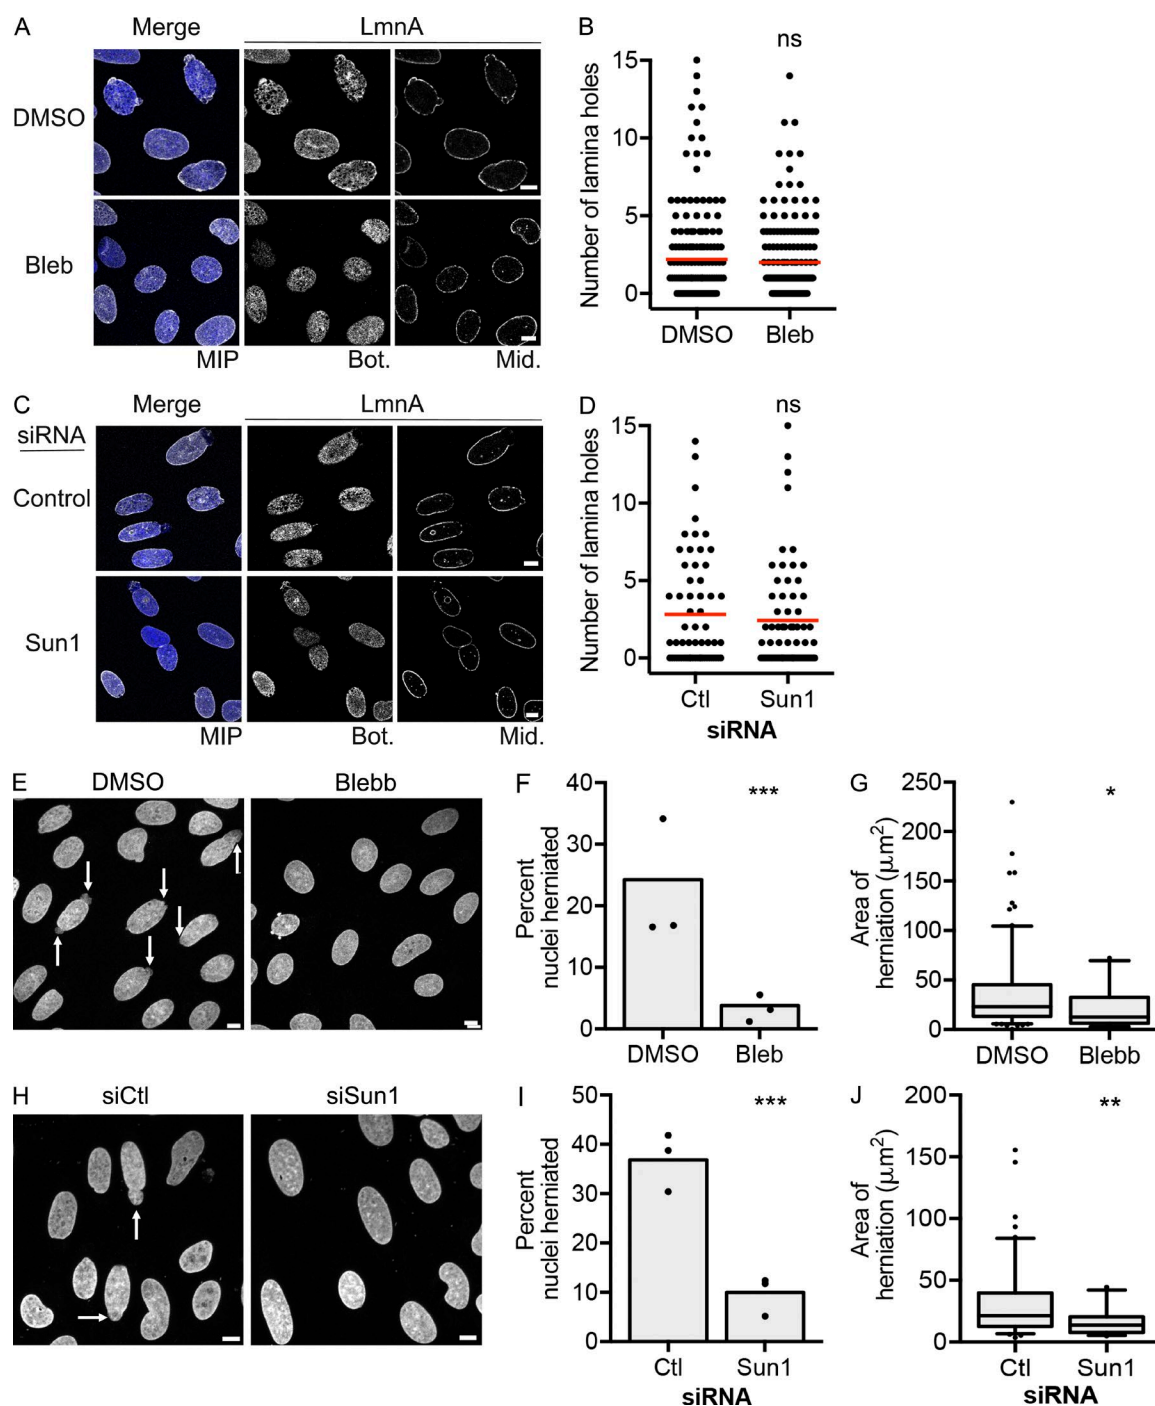 A Merge LmnA
DMSO
Bleb
MIP Bot. Mid.
B
ns
Number of lamina holes
15
10
5
0
DMSO Bleb
C Merge LmnA
siRNA
Control
Sun1
MIP Bot. Mid.
D
ns
Number of lamina holes
15
10
5
0
Ctl Sun1
siRNA
E DMSO Blebb
F
***
Percent
nuclei herniated
40
30
20
10
0
DMSO Bleb
G
*
Area of
herniation (μm²)
250
200
150
100
50
0
DMSO Blebb
H siCtl siSun1
I
***
Percent
nuclei herniated
50
40
30
20
10
0
Ctl Sun1
siRNA
J
**
Area of
herniation (μm²)
200
150
100
50
0
Ctl Sun1
siRNA